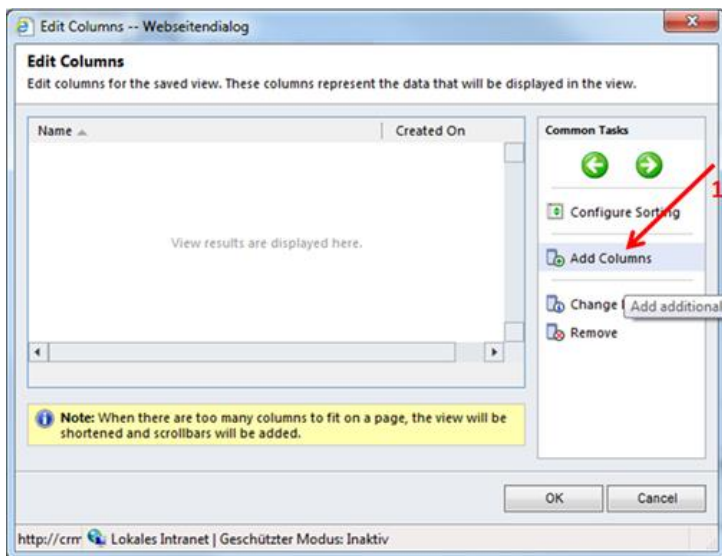 Edit Columns -- Webseitendialog
Edit Columns
Edit columns for the saved view. These columns represent the data that will be displayed in the view.
Name
Created On
View results are displayed here.
Common Tasks
1
Configure Sorting
Add Columns
Change
Add additional
Remove
Note: When there are too many columns to fit on a page, the view will be
shortened and scrollbars will be added.
OK
Cancel
http://crm
Lokales Intranet | Geschützter Modus: Inaktiv